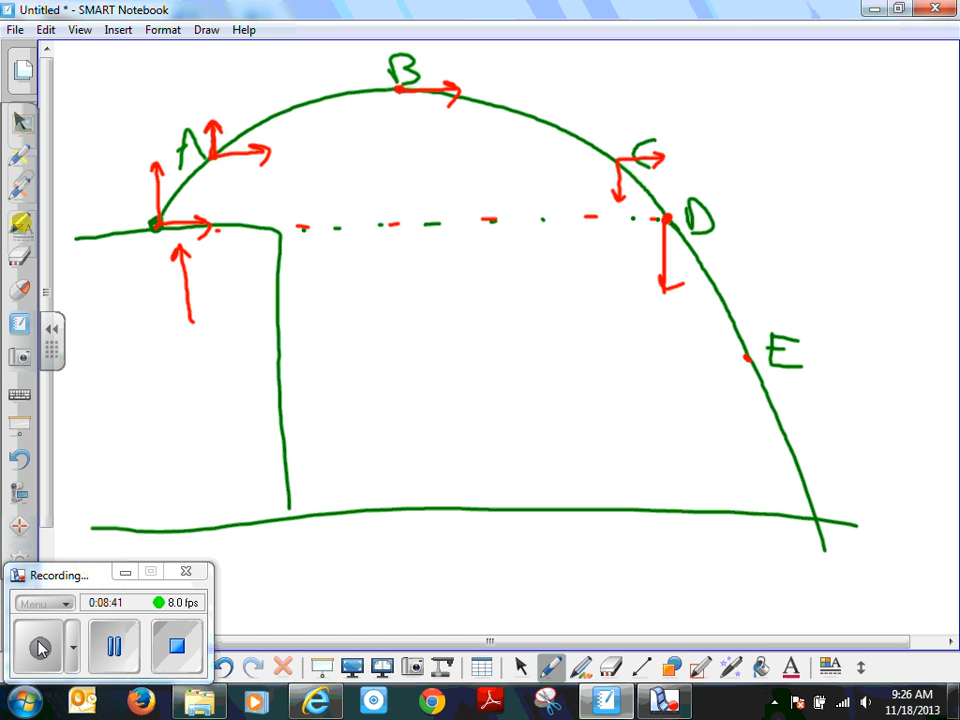 Untitled * - SMART Notebook
File Edit View Insert Format Draw Help
B
A
C
D
E
Recording...
Menu
0:08:41
8.0 fps
A
9:26 AM
11/18/2013